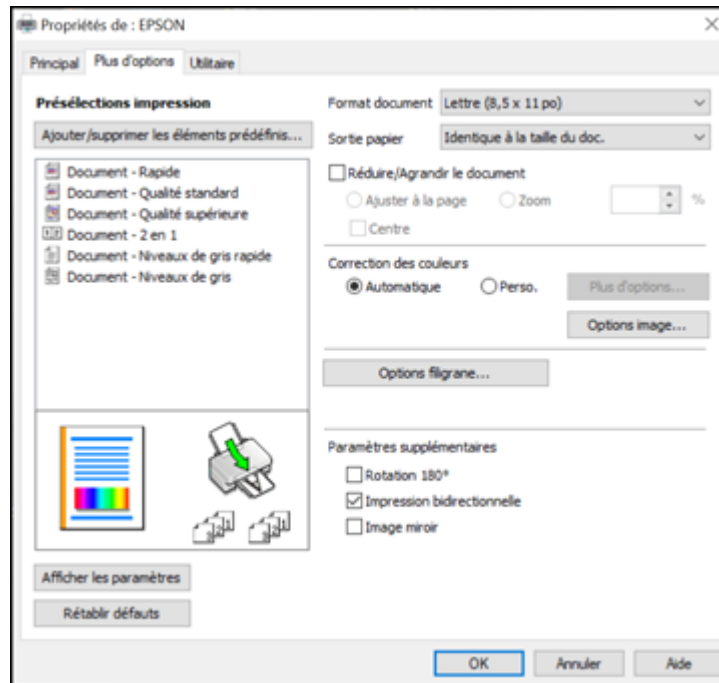 Propriétés de : EPSON
Principal
Plus d'options
Utilitaire
Présélections impression
Ajouter/supprimer les éléments prédéfinis...
Document - Rapide
Document - Qualité standard
Document - Qualité supérieure
Document - 2 en 1
Document - Niveaux de gris rapide
Document - Niveaux de gris
Afficher les paramètres
Rétablir défauts
Format document
Lettre (8,5 x 11 po)
Sortie papier
Identique à la taille du doc.
Réduire/Agrandir le document
Ajuster à la page
Zoom
%
Centre
Correction des couleurs
Automatique
Perso.
Plus d'options...
Options image...
Options filigrane...
Paramètres supplémentaires
Rotation 180°
Impression bidirectionnelle
Image miroir
OK
Annuler
Aide